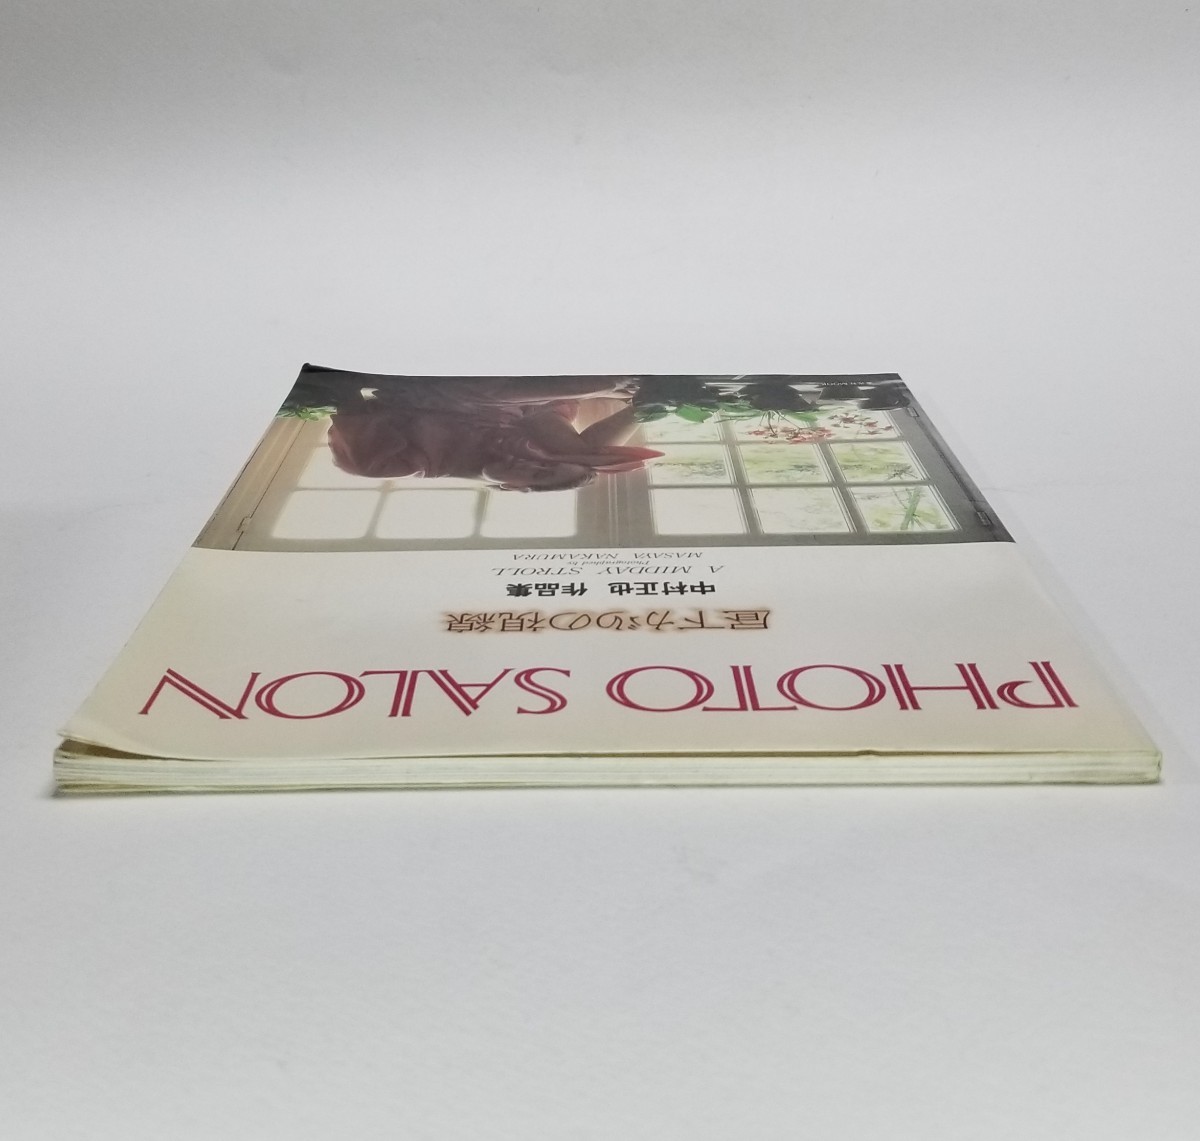 PHOTO SALON
昼下がりの視線
中村正也 作品集
A MIDDAY STROLL
Photographed by
MASAYA NAKAMURA